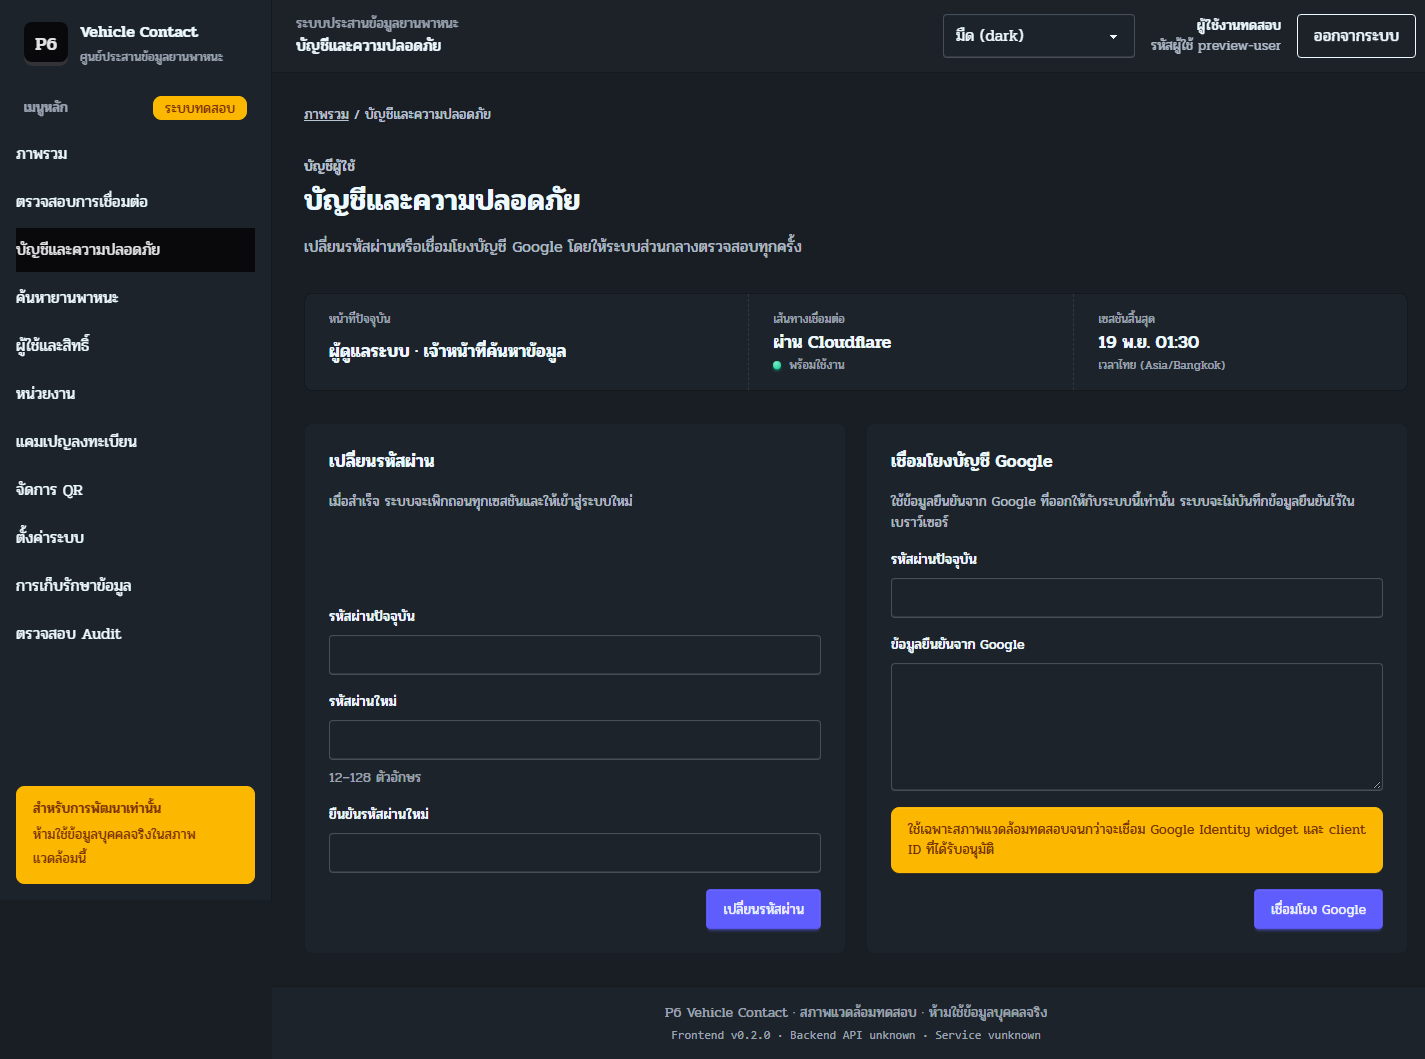 P6
Vehicle Contact
ศูนย์ประสานข้อมูลยานพาหนะ
เมนูหลัก
ระบบทดสอบ
ภาพรวม
ตรวจสอบการเชื่อมต่อ
บัญชีและความปลอดภัย
ค้นหายานพาหนะ
ผู้ใช้และสิทธิ์
หน่วยงาน
แคมเปญลงทะเบียน
จัดการ QR
ตั้งค่าระบบ
การเก็บรักษาข้อมูล
ตรวจสอบ Audit
สำหรับการพัฒนาเท่านั้น
ห้ามใช้ข้อมูลบุคคลจริงในสภาพ
แวดล้อมนี้
ระบบประสานข้อมูลยานพาหนะ
บัญชีและความปลอดภัย
มืด (dark)
ผู้ใช้งานทดสอบ
รหัสผู้ใช้ preview-user
ออกจากระบบ
ภาพรวม / บัญชีและความปลอดภัย
บัญชีผู้ใช้
บัญชีและความปลอดภัย
เปลี่ยนรหัสผ่านหรือเชื่อมโยงบัญชี Google โดยให้ระบบส่วนกลางตรวจสอบทุกครั้ง
หน้าที่ปัจจุบัน
ผู้ดูแลระบบ · เจ้าหน้าที่ค้นหาข้อมูล
เส้นทางเชื่อมต่อ
ผ่าน Cloudflare
พร้อมใช้งาน
เซสชันสิ้นสุด
19 พ.ย. 01:30
เวลาไทย (Asia/Bangkok)
เปลี่ยนรหัสผ่าน
เมื่อสำเร็จ ระบบจะเพิกถอนทุกเซสชันและให้เข้าสู่ระบบใหม่
รหัสผ่านปัจจุบัน
รหัสผ่านใหม่
12–128 ตัวอักษร
ยืนยันรหัสผ่านใหม่
เปลี่ยนรหัสผ่าน
เชื่อมโยงบัญชี Google
ใช้ข้อมูลยืนยันจาก Google ที่ออกให้กับระบบนี้เท่านั้น ระบบจะไม่บันทึกข้อมูลยืนยันไว้ใน
เบราว์เซอร์
รหัสผ่านปัจจุบัน
ข้อมูลยืนยันจาก Google
ใช้เฉพาะสภาพแวดล้อมทดสอบจนกว่าจะเชื่อม Google Identity widget และ client
ID ที่ได้รับอนุมัติ
เชื่อมโยง Google
P6 Vehicle Contact · สภาพแวดล้อมทดสอบ · ห้ามใช้ข้อมูลบุคคลจริง
Frontend v0.2.0 · Backend API unknown · Service vunknown